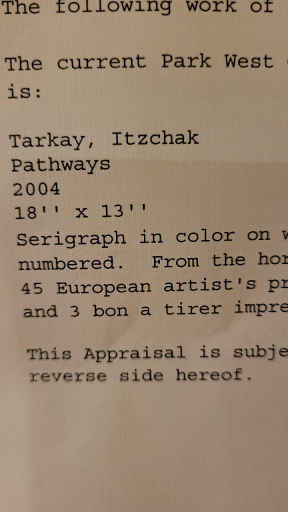 The following work of
The current Park West
is:
Tarkay, Itzchak
Pathways
2004
18'' x 13''
Serigraph in color on
numbered. From the
45 European artist's
and 3 bon a tirer
This Appraisal is
reverse side hereof.